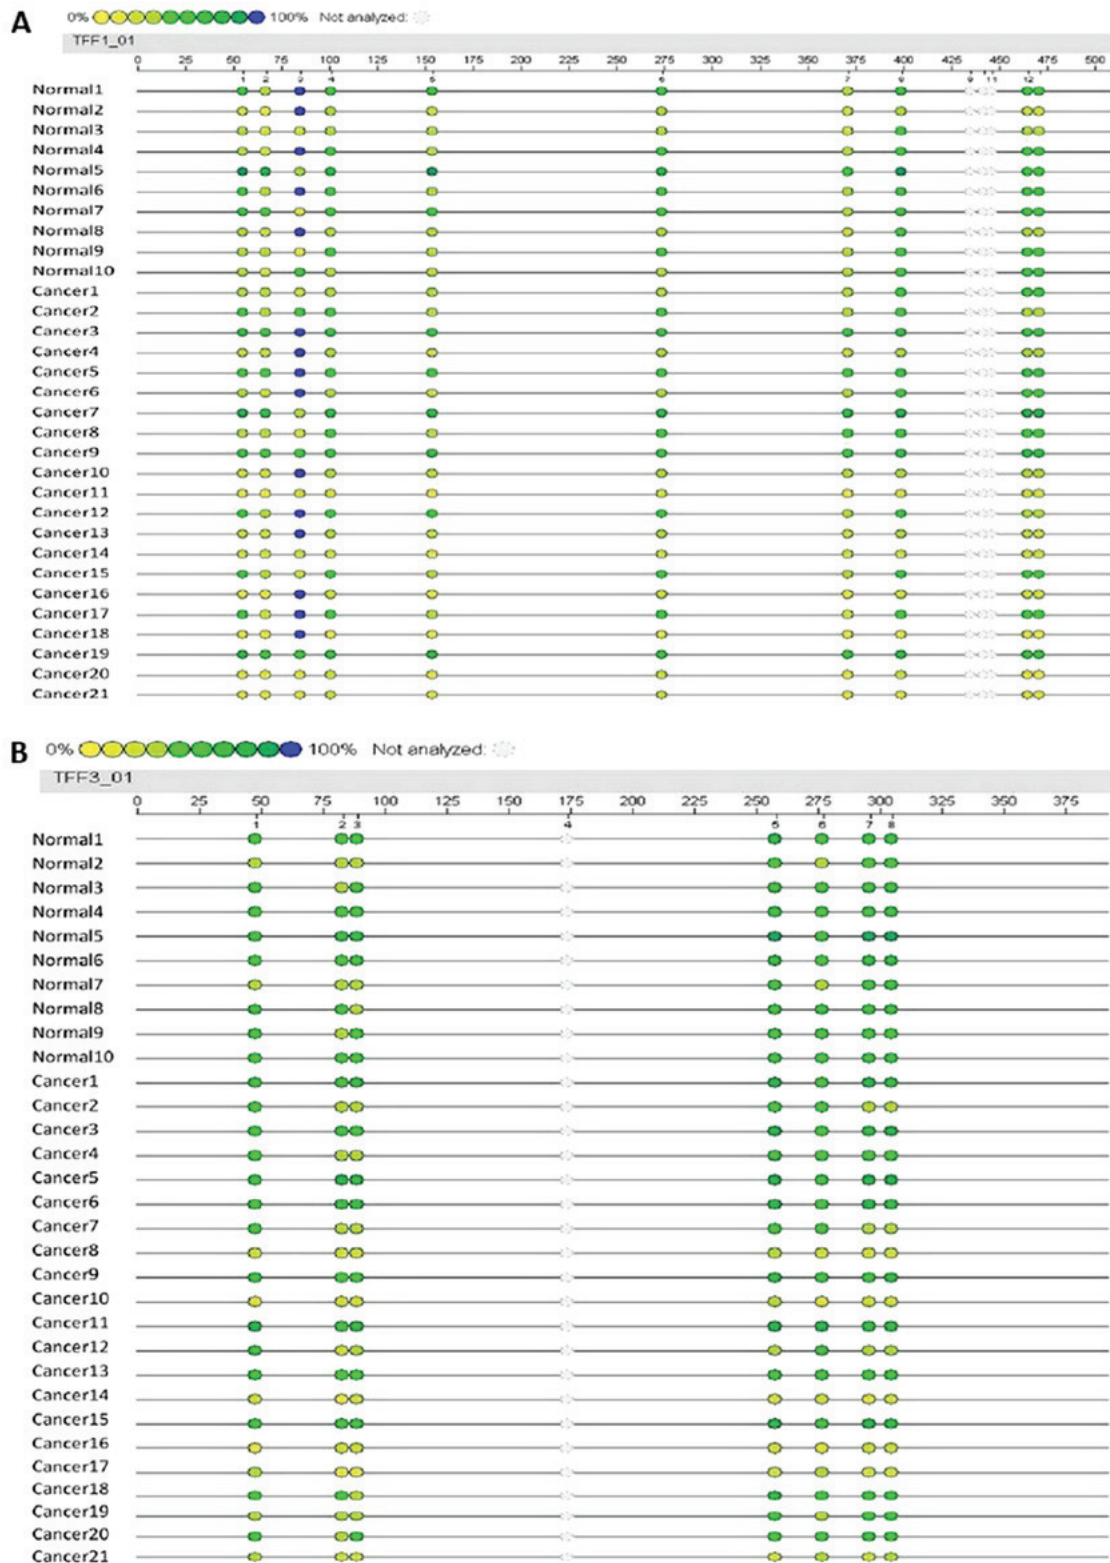 A
0% 100% Not analyzed:
TFF1_01
0 25 50 75 100 125 150 175 200 225 250 275 300 325 350 375 400 425 450 475 500
1 2 3 4 5 6 7 8 9 11 12
Normal1
Normal2
Normal3
Normal4
Normal5
Normal6
Normal7
Normal8
Normal9
Normal10
Cancer1
Cancer2
Cancer3
Cancer4
Cancer5
Cancer6
Cancer7
Cancer8
Cancer9
Cancer10
Cancer11
Cancer12
Cancer13
Cancer14
Cancer15
Cancer16
Cancer17
Cancer18
Cancer19
Cancer20
Cancer21
B
0% 100% Not analyzed:
TFF3_01
0 25 50 75 100 125 150 175 200 225 250 275 300 325 350 375
1 2 3 4 5 6 7 8
Normal1
Normal2
Normal3
Normal4
Normal5
Normal6
Normal7
Normal8
Normal9
Normal10
Cancer1
Cancer2
Cancer3
Cancer4
Cancer5
Cancer6
Cancer7
Cancer8
Cancer9
Cancer10
Cancer11
Cancer12
Cancer13
Cancer14
Cancer15
Cancer16
Cancer17
Cancer18
Cancer19
Cancer20
Cancer21